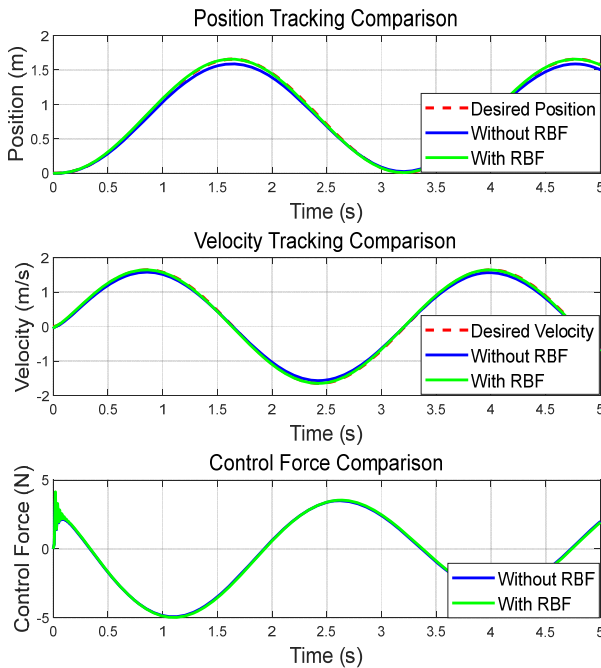 Position Tracking Comparison
Position (m)
2
1.5
1
0.5
0
Desired Position
Without RBF
With RBF
0 0.5 1 1.5 2 2.5 3 3.5 4 4.5 5
Time (s)
Velocity Tracking Comparison
Velocity (m/s)
2
1
0
-1
-2
Desired Velocity
Without RBF
With RBF
0 0.5 1 1.5 2 2.5 3 3.5 4 4.5 5
Time (s)
Control Force Comparison
Control Force (N)
5
0
-5
Without RBF
With RBF
0 0.5 1 1.5 2 2.5 3 3.5 4 4.5 5
Time (s)